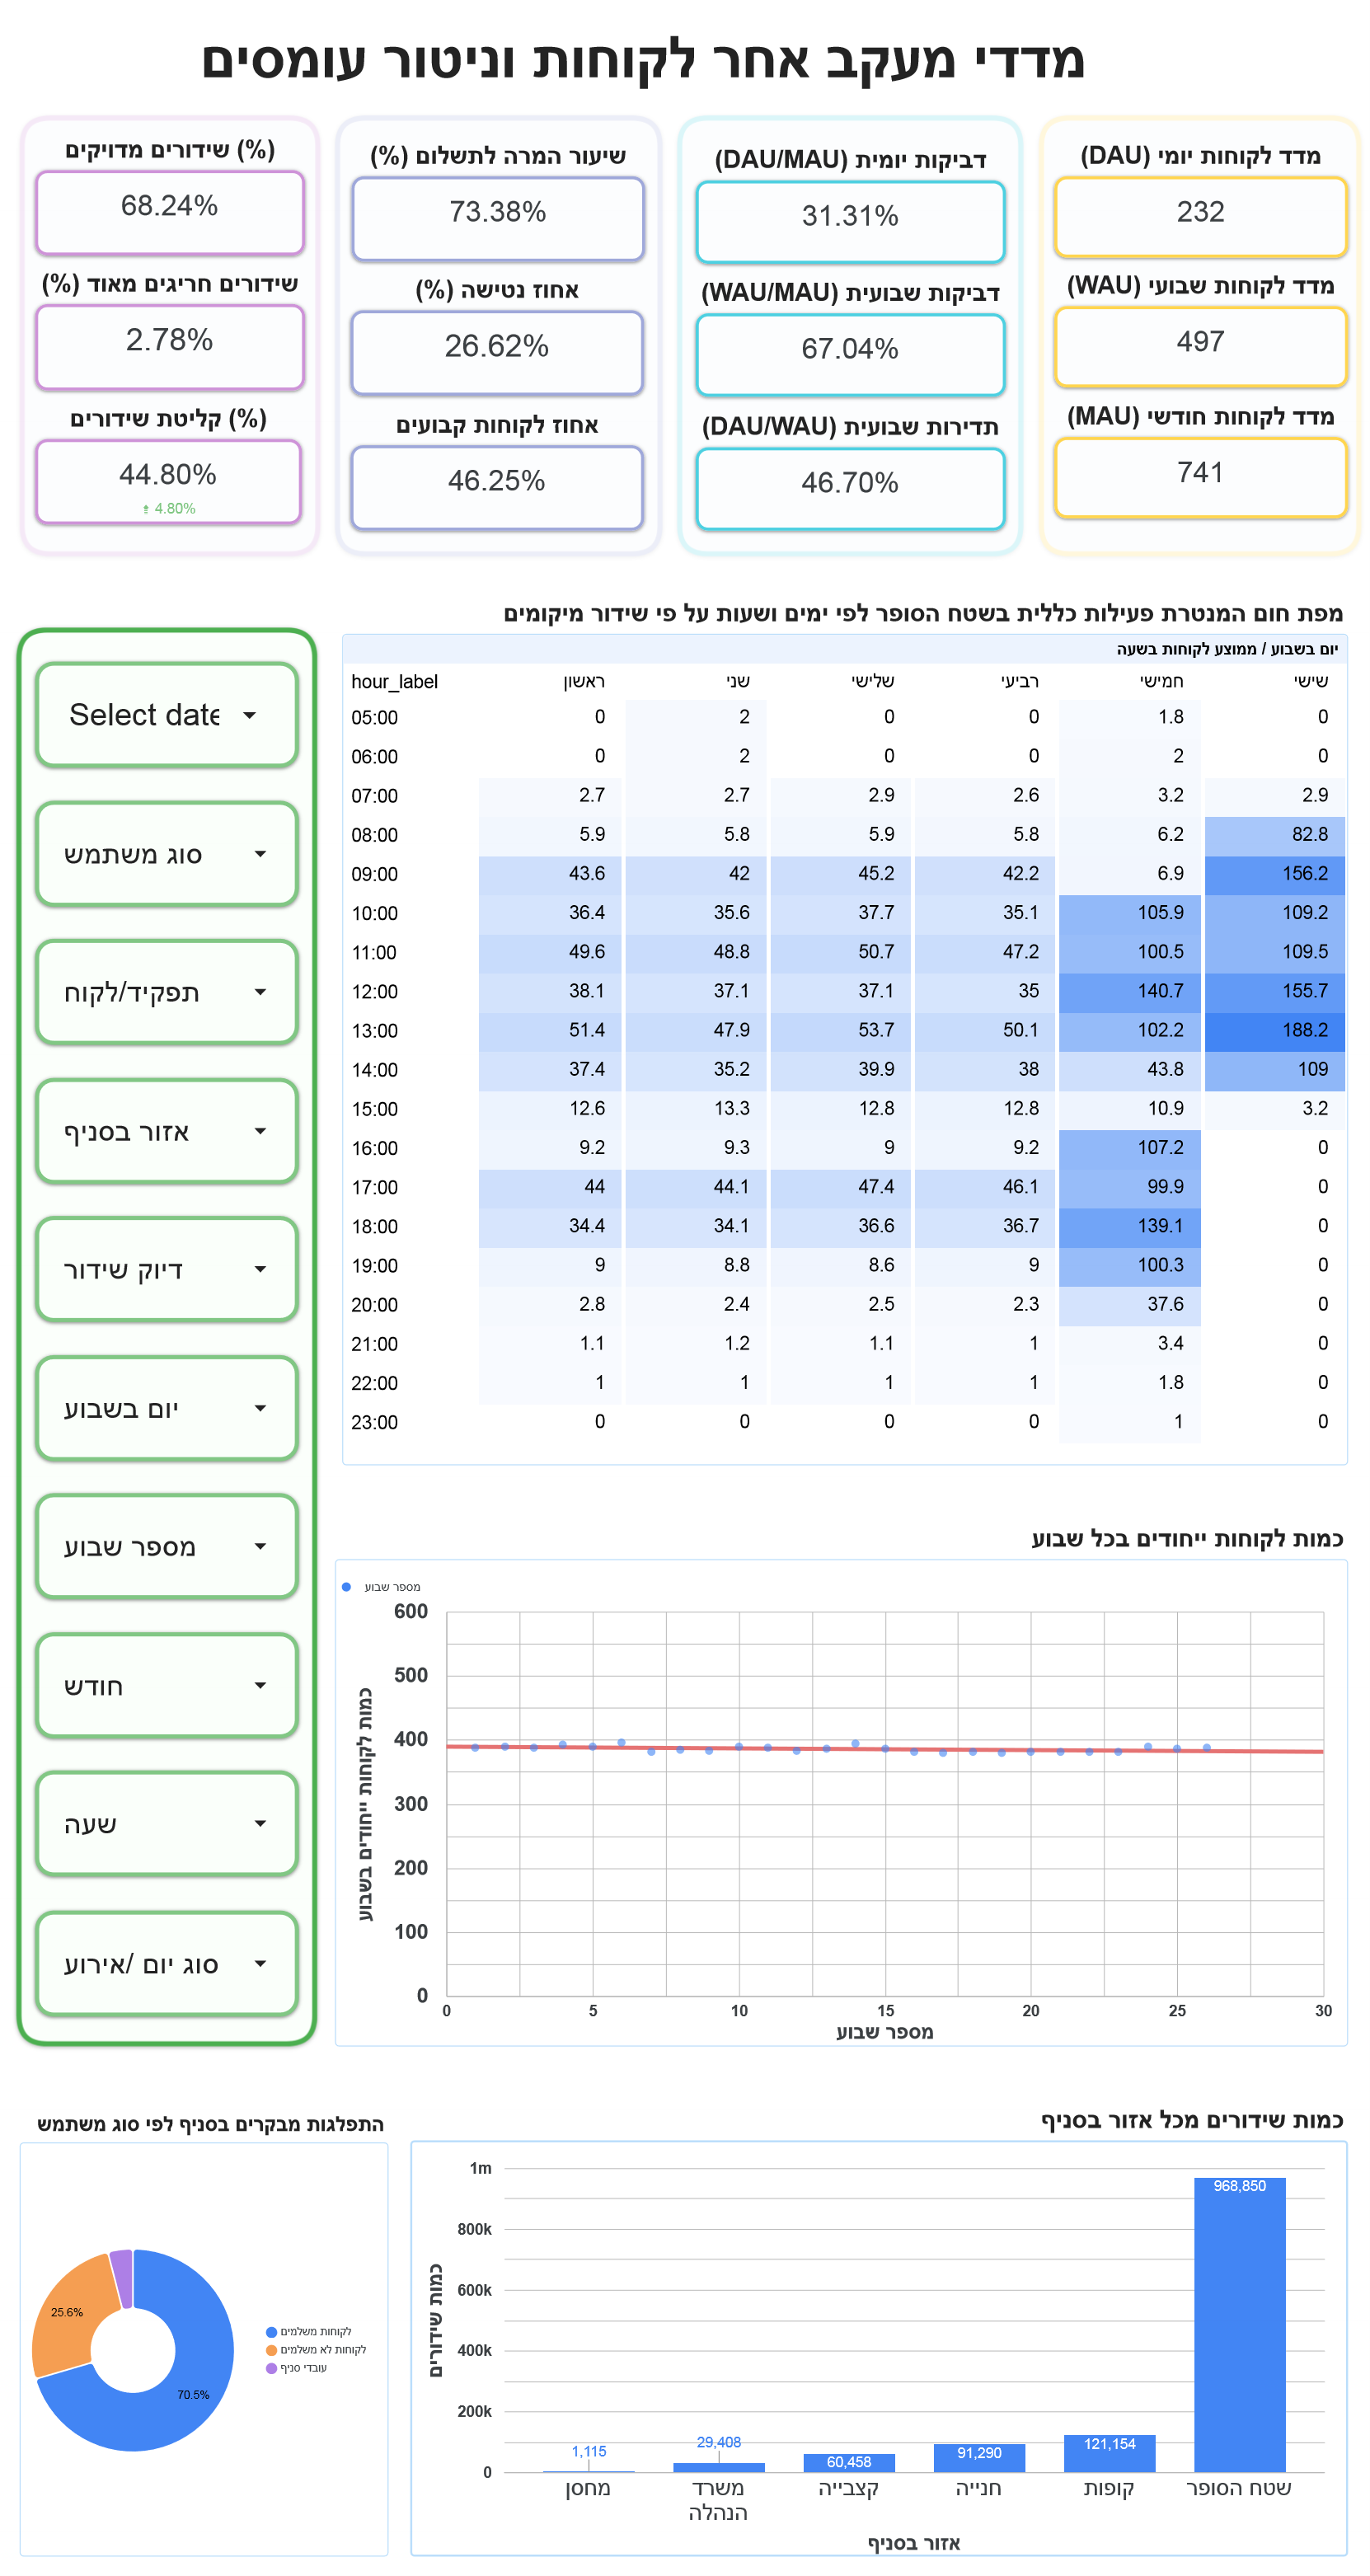 מדדי מעקב אחר לקוחות וניטור עומסים
מדד לקוחות יומי (DAU)
232
מדד לקוחות שבועי (WAU)
497
מדד לקוחות חודשי (MAU)
741
דביקות יומית (DAU/MAU)
31.31%
דביקות שבועית (WAU/MAU)
67.04%
תדירות שבועית (DAU/WAU)
46.70%
שיעור המרה לתשלום (%)
73.38%
אחוז נטישה (%)
26.62%
אחוז לקוחות קבועים
46.25%
(%) שידורים מדויקים
68.24%
שידורים חריגים מאוד (%)
2.78%
(%) קליטת שידורים
44.80%
4.80%
Select date
סוג משתמש
תפקיד/לקוח
אזור בסניף
דיוק שידור
יום בשבוע
מספר שבוע
חודש
שעה
סוג יום /אירוע
מפת חום המנטרת פעילות כללית בשטח הסופר לפי ימים ושעות על פי שידור מיקומים
יום בשבוע / ממוצע לקוחות בשעה
hour_label ראשון שני שלישי רביעי חמישי שישי
05:00 0 2 0 0 1.8 0
06:00 0 2 0 0 2 0
07:00 2.7 2.7 2.9 2.6 3.2 2.9
08:00 5.9 5.8 5.9 5.8 6.2 82.8
09:00 43.6 42 45.2 42.2 6.9 156.2
10:00 36.4 35.6 37.7 35.1 105.9 109.2
11:00 49.6 48.8 50.7 47.2 100.5 109.5
12:00 38.1 37.1 37.1 35 140.7 155.7
13:00 51.4 47.9 53.7 50.1 102.2 188.2
14:00 37.4 35.2 39.9 38 43.8 109
15:00 12.6 13.3 12.8 12.8 10.9 3.2
16:00 9.2 9.3 9 9.2 107.2 0
17:00 44 44.1 47.4 46.1 99.9 0
18:00 34.4 34.1 36.6 36.7 139.1 0
19:00 9 8.8 8.6 9 100.3 0
20:00 2.8 2.4 2.5 2.3 37.6 0
21:00 1.1 1.2 1.1 1 3.4 0
22:00 1 1 1 1 1.8 0
23:00 0 0 0 0 1 0
כמות לקוחות ייחודים בכל שבוע
מספר שבוע
כמות לקוחות ייחודים בשבוע
600
500
400
300
200
100
0
0 5 10 15 20 25 30
מספר שבוע
כמות שידורים מכל אזור בסניף
כמות שידורים
1m
800k
600k
400k
200k
0
1,115 29,408 60,458 91,290 121,154 968,850
מחסן משרד קצבייה חנייה קופות שטח הסופר
הנהלה
אזור בסניף
התפלגות מבקרים בסניף לפי סוג משתמש
25.6%
70.5%
לקוחות משלמים
לקוחות לא משלמים
עובדי סניף